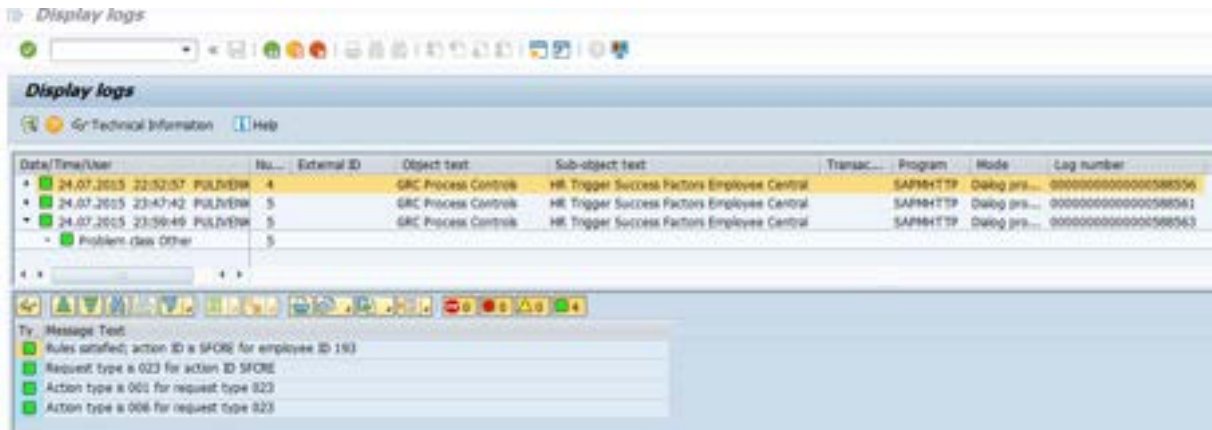 Display logs
Display logs
Technical Information Help
Date/Time/User Nu... External ID Object text Sub-object text Transac... Program Mode Log number
24.07.2015 22:52:57 PULIVENK 4 GRC Process Controls HR Trigger Success Factors Employee Central SAPMHTTP Dialog pro... 00000000000000588556
24.07.2015 23:47:42 PULIVENK 5 GRC Process Controls HR Trigger Success Factors Employee Central SAPMHTTP Dialog pro... 00000000000000588561
24.07.2015 23:59:49 PULIVENK 5 GRC Process Controls HR Trigger Success Factors Employee Central SAPMHTTP Dialog pro... 00000000000000588563
Problem class Other 5
0 0 0 4
Ty Message Text
Rules satisfied; action ID is SFCRE for employee ID 193
Request type is 023 for action ID SFCRE
Action type is 001 for request type 023
Action type is 006 for request type 023